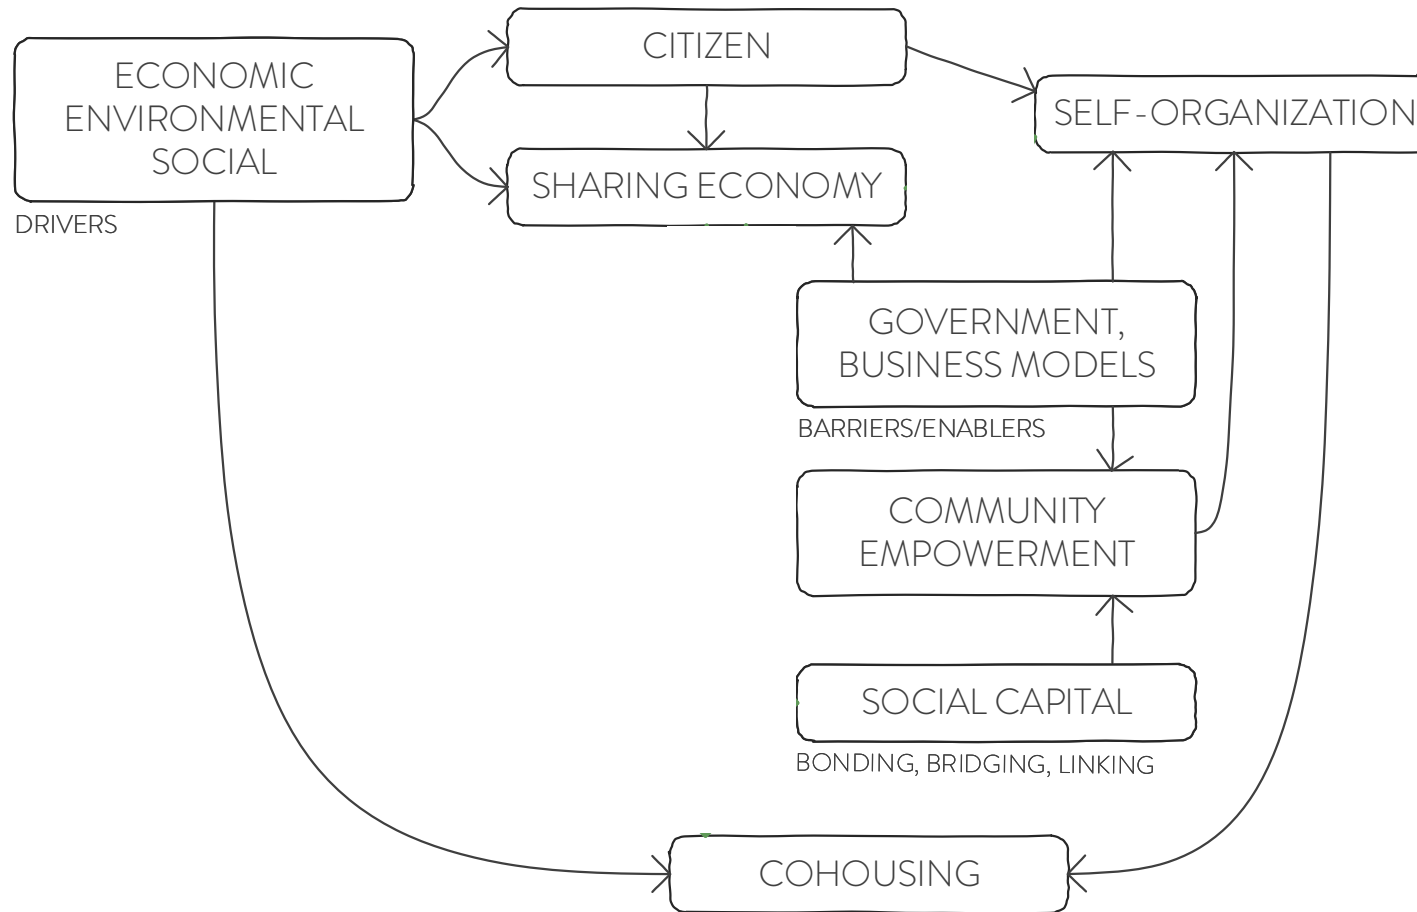 ECONOMIC
ENVIRONMENTAL
SOCIAL
DRIVERS
CITIZEN
SHARING ECONOMY
SELF-ORGANIZATION
GOVERNMENT,
BUSINESS MODELS
BARRIERS/ENABLERS
COMMUNITY
EMPOWERMENT
SOCIAL CAPITAL
BONDING, BRIDGING, LINKING
COHOUSING